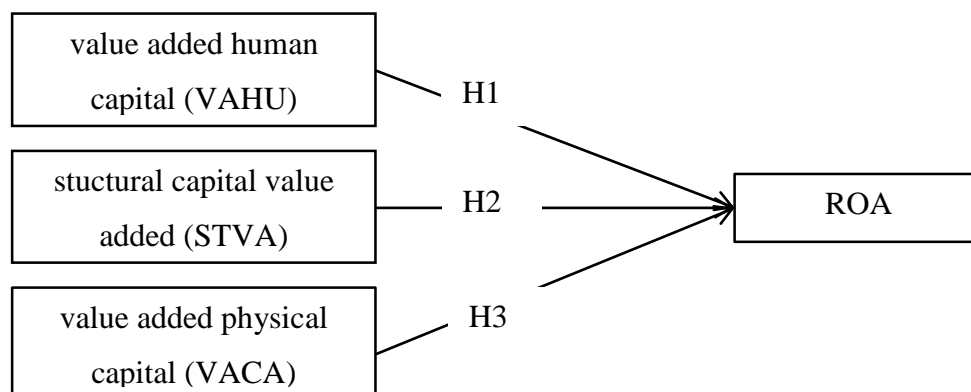 value added human
capital (VAHU)
H1
stuctural capital value
added (STVA)
H2
ROA
value added physical
capital (VACA)
H3